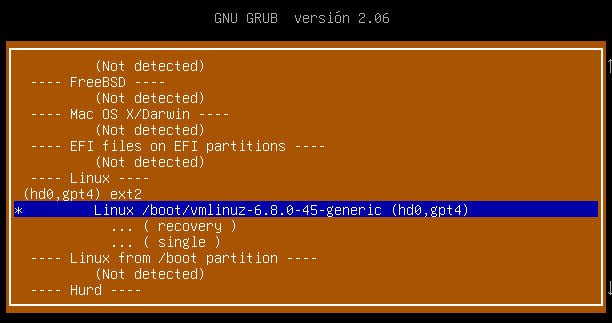 GNU GRUB versión 2.06
(Not detected)
---- FreeBSD ----
(Not detected)
---- Mac OS X/Darwin ----
(Not detected)
---- EFI files on EFI partitions ----
(Not detected)
---- Linux ----
(hd0,gpt4) ext2
* Linux /boot/vmlinuz-6.8.0-45-generic (hd0,gpt4)
... ( recovery )
... ( single )
---- Linux from /boot partition ----
(Not detected)
---- Hurd ----